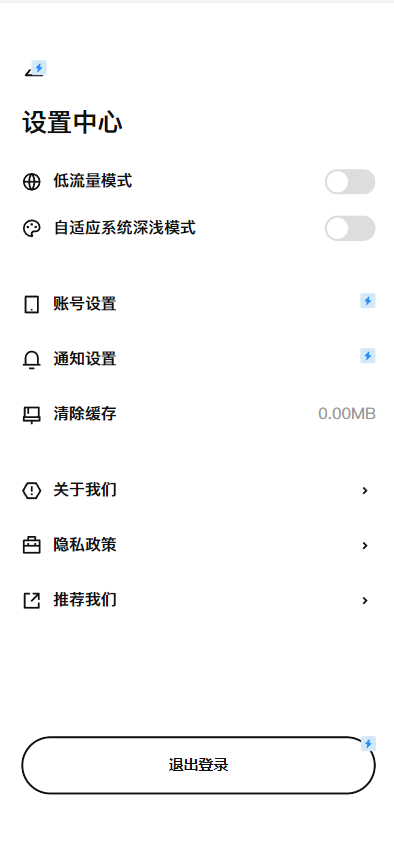 设置中心
低流量模式
自适应系统深浅模式
账号设置
通知设置
清除缓存 0.00MB
关于我们
隐私政策
推荐我们
退出登录